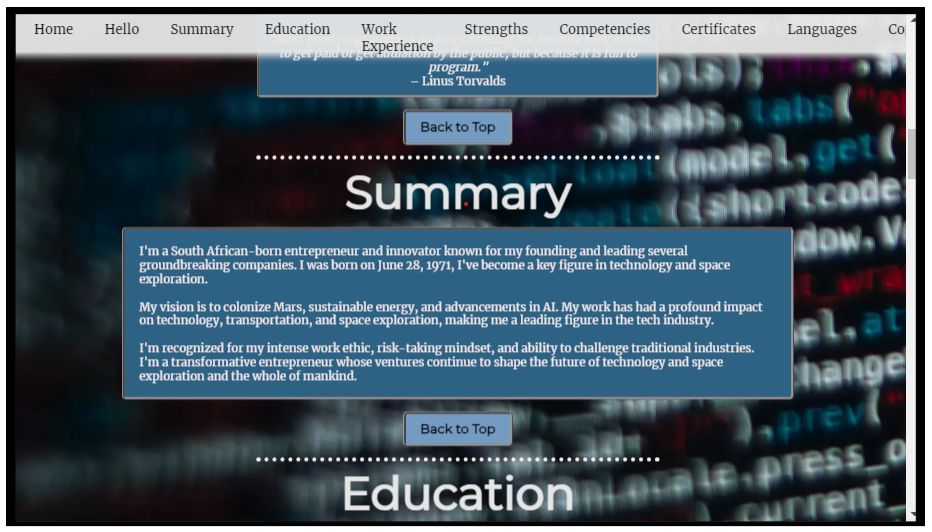 Home Hello Summary Education Work Experience Strengths Competencies Certificates Languages
to get paid or get adulation by the public, but because it is fun to
program."
– Linus Torvalds
Back to Top
Summary
I'm a South African-born entrepreneur and innovator known for my founding and leading several
groundbreaking companies. I was born on June 28, 1971, I've become a key figure in technology and space
exploration.
My vision is to colonize Mars, sustainable energy, and advancements in AI. My work has had a profound impact
on technology, transportation, and space exploration, making me a leading figure in the tech industry.
I'm recognized for my intense work ethic, risk-taking mindset, and ability to challenge traditional industries.
I'm a transformative entrepreneur whose ventures continue to shape the future of technology and space
exploration and the whole of mankind.
Back to Top
Education
tabs(
(model, get(
(shortcode
prev(
current